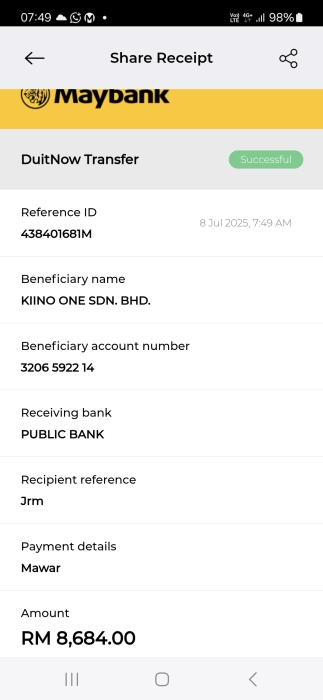 07:49
98%
Share Receipt
Maybank
DuitNow Transfer
Successful
Reference ID
8 Jul 2025, 7:49 AM
438401681M
Beneficiary name
KIINO ONE SDN. BHD.
Beneficiary account number
3206 5922 14
Receiving bank
PUBLIC BANK
Recipient reference
Jrm
Payment details
Mawar
Amount
RM 8,684.00